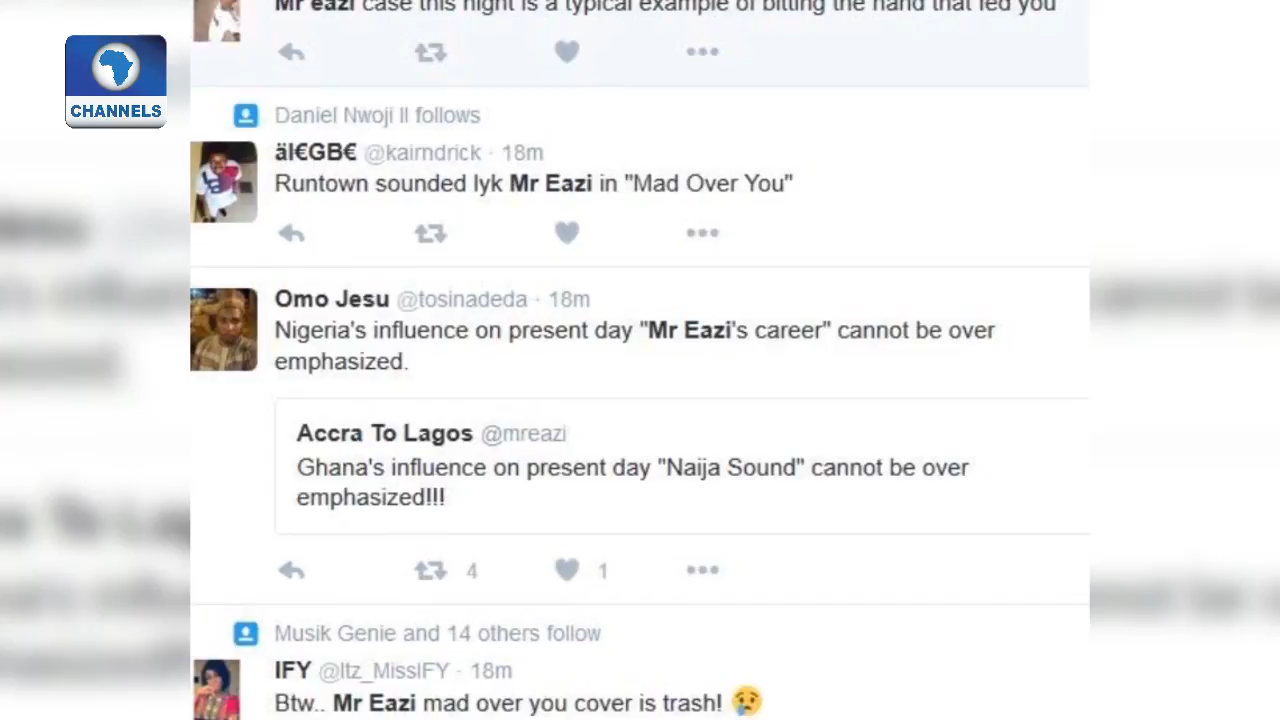 Mr eazi case this night is a typical example of bitting the hand that fed you
CHANNELS
Daniel Nwoji II follows
äl€GB€ @kairndrick · 18m
Runtown sounded lyk Mr Eazi in "Mad Over You"
Omo Jesu @tosinadeda · 18m
Nigeria's influence on present day "Mr Eazi's career" cannot be over
emphasized.
Accra To Lagos @mreazi
Ghana's influence on present day "Naija Sound" cannot be over
emphasized!!!
4 1
Musik Genie and 14 others follow
IFY @Itz_MissIFY · 18m
Btw.. Mr Eazi mad over you cover is trash! 😢